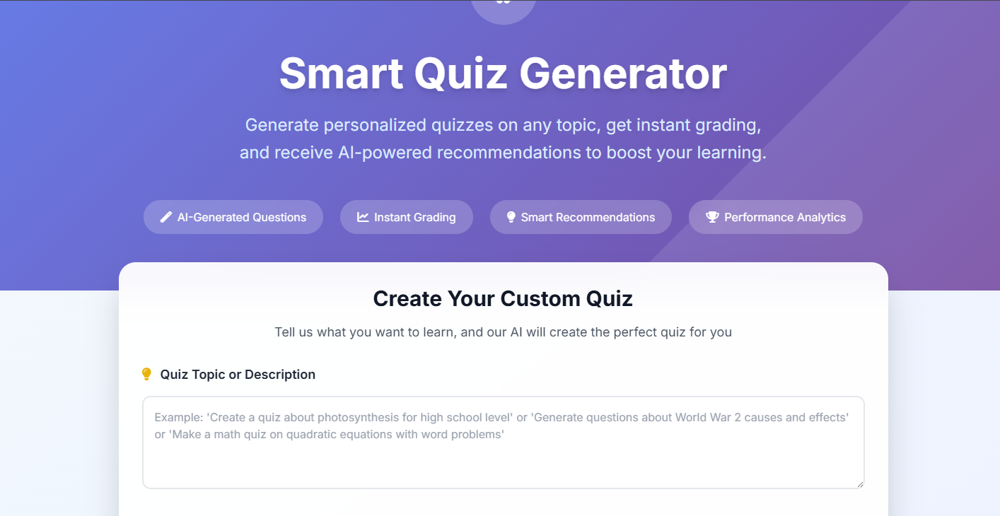 Smart Quiz Generator
Generate personalized quizzes on any topic, get instant grading,
and receive AI-powered recommendations to boost your learning.
AI-Generated Questions
Instant Grading
Smart Recommendations
Performance Analytics
Create Your Custom Quiz
Tell us what you want to learn, and our AI will create the perfect quiz for you
Quiz Topic or Description
Example: 'Create a quiz about photosynthesis for high school level' or 'Generate questions about World War 2 causes and effects'
or 'Make a math quiz on quadratic equations with word problems'